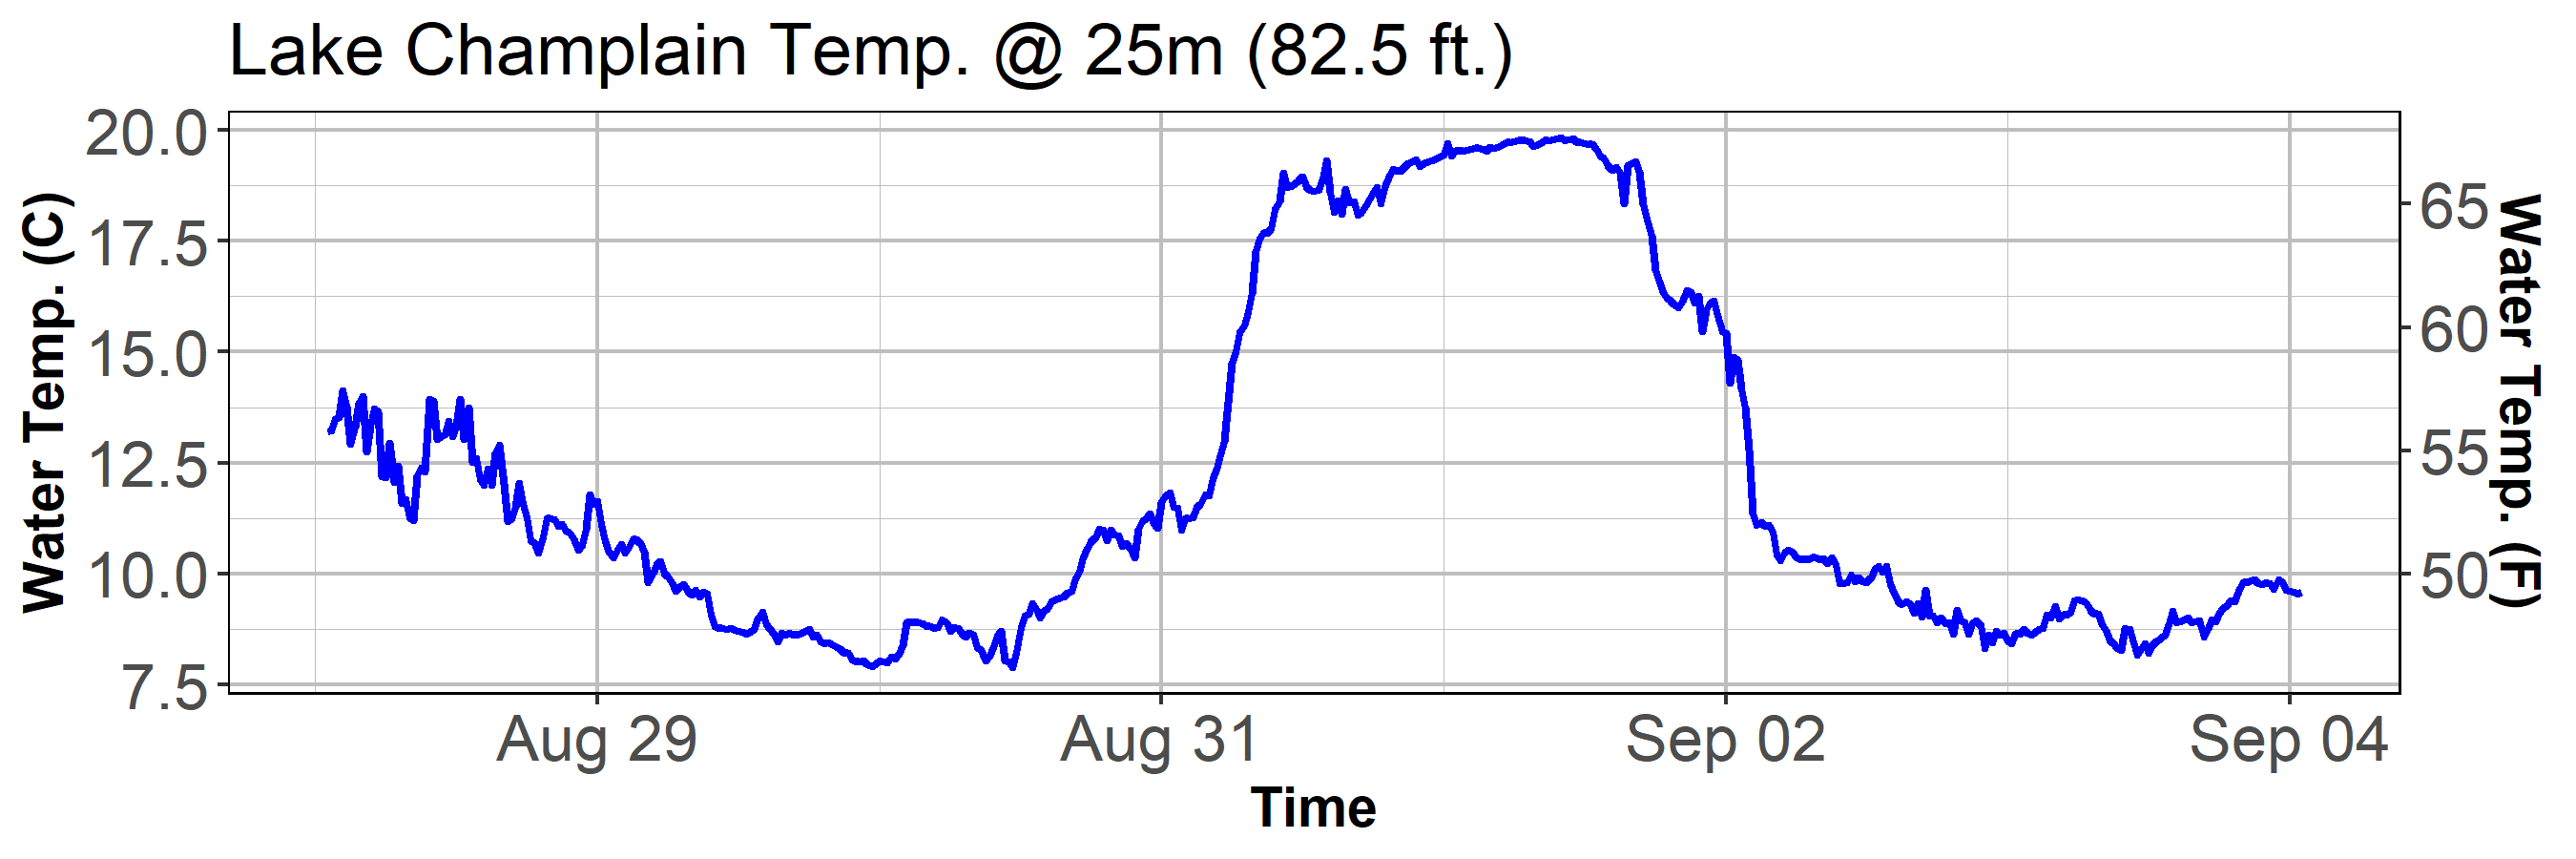 Lake Champlain Temp. @ 25m (82.5 ft.)
Water Temp. (C)
20.0
17.5
15.0
12.5
10.0
7.5
65
60
55
50
Water Temp. (F)
Aug 29 Aug 31 Sep 02 Sep 04
Time